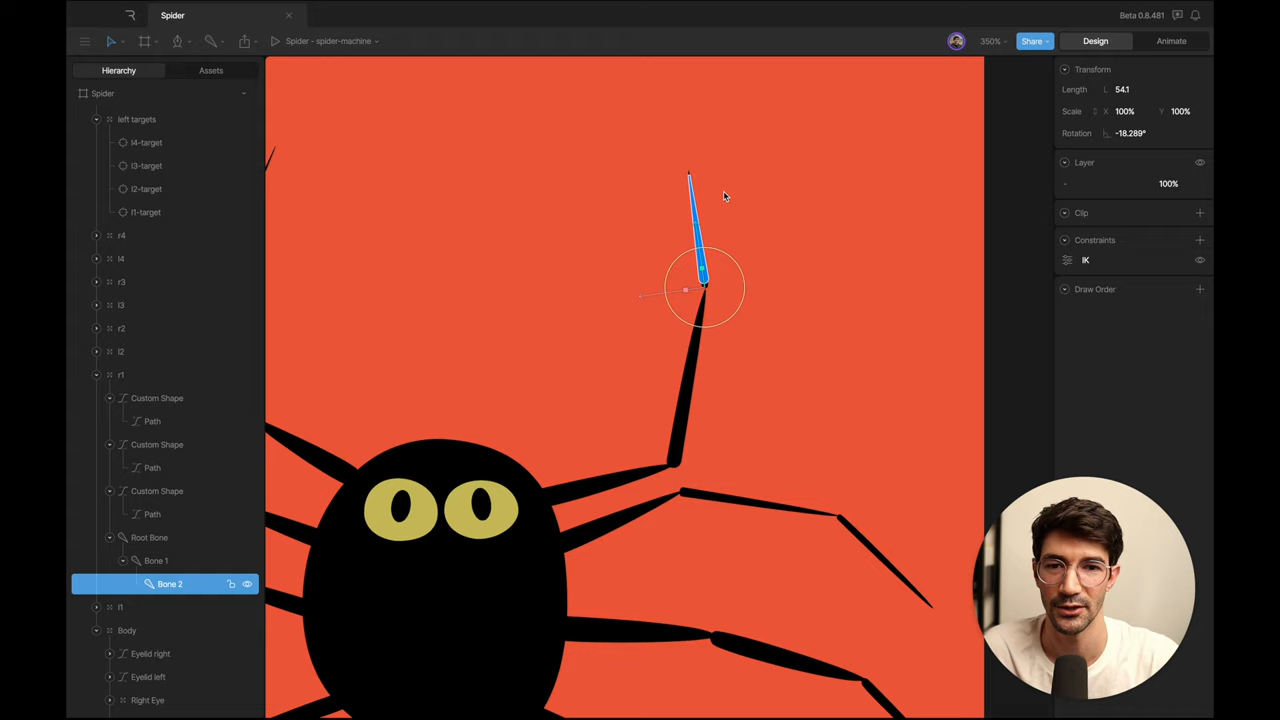 Spider
Beta 0.8.481
Spider - spider-machine
350%
Share
Design
Animate
Hierarchy
Assets
Spider
left targets
l4-target
l3-target
l2-target
l1-target
r4
l4
r3
l3
r2
l2
r1
Custom Shape
Path
Custom Shape
Path
Custom Shape
Path
Root Bone
Bone 1
Bone 2
l1
Body
Eyelid right
Eyelid left
Right Eye
Transform
Length L 54.1
Scale X 100% Y 100%
Rotation -18.289°
Layer
- 100%
Clip
Constraints
IK
Draw Order